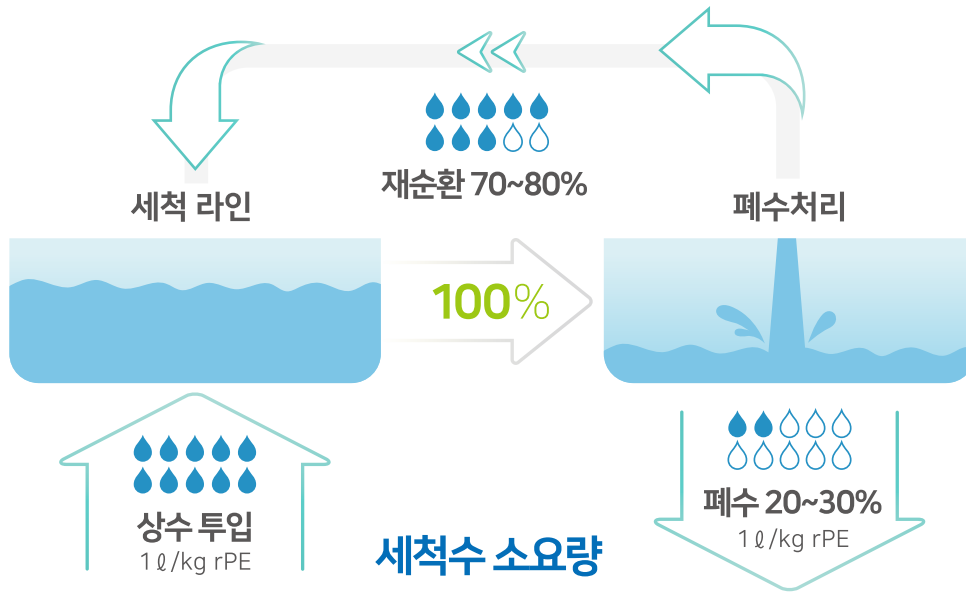 재순환 70~80%
세척 라인
폐수처리
100%
상수 투입
1ℓ/kg rPE
폐수 20~30%
1ℓ/kg rPE
세척수 소요량